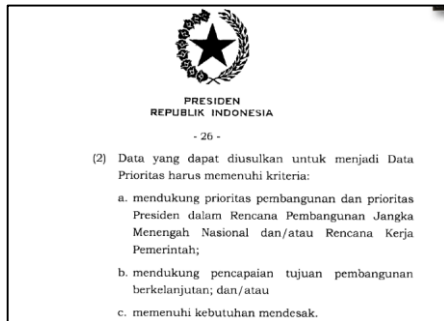 PRESIDEN
REPUBLIK INDONESIA
- 26 -
(2) Data yang dapat diusulkan untuk menjadi Data
Prioritas harus memenuhi kriteria:
a. mendukung prioritas pembangunan dan prioritas
Presiden dalam Rencana Pembangunan Jangka
Menengah Nasional dan/atau Rencana Kerja
Pemerintah;
b. mendukung pencapaian tujuan pembangunan
berkelanjutan; dan/atau
c. memenuhi kebutuhan mendesak.